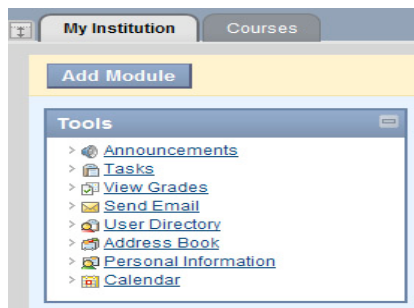 My Institution
Courses
Add Module
Tools
Announcements
Tasks
View Grades
Send Email
User Directory
Address Book
Personal Information
Calendar